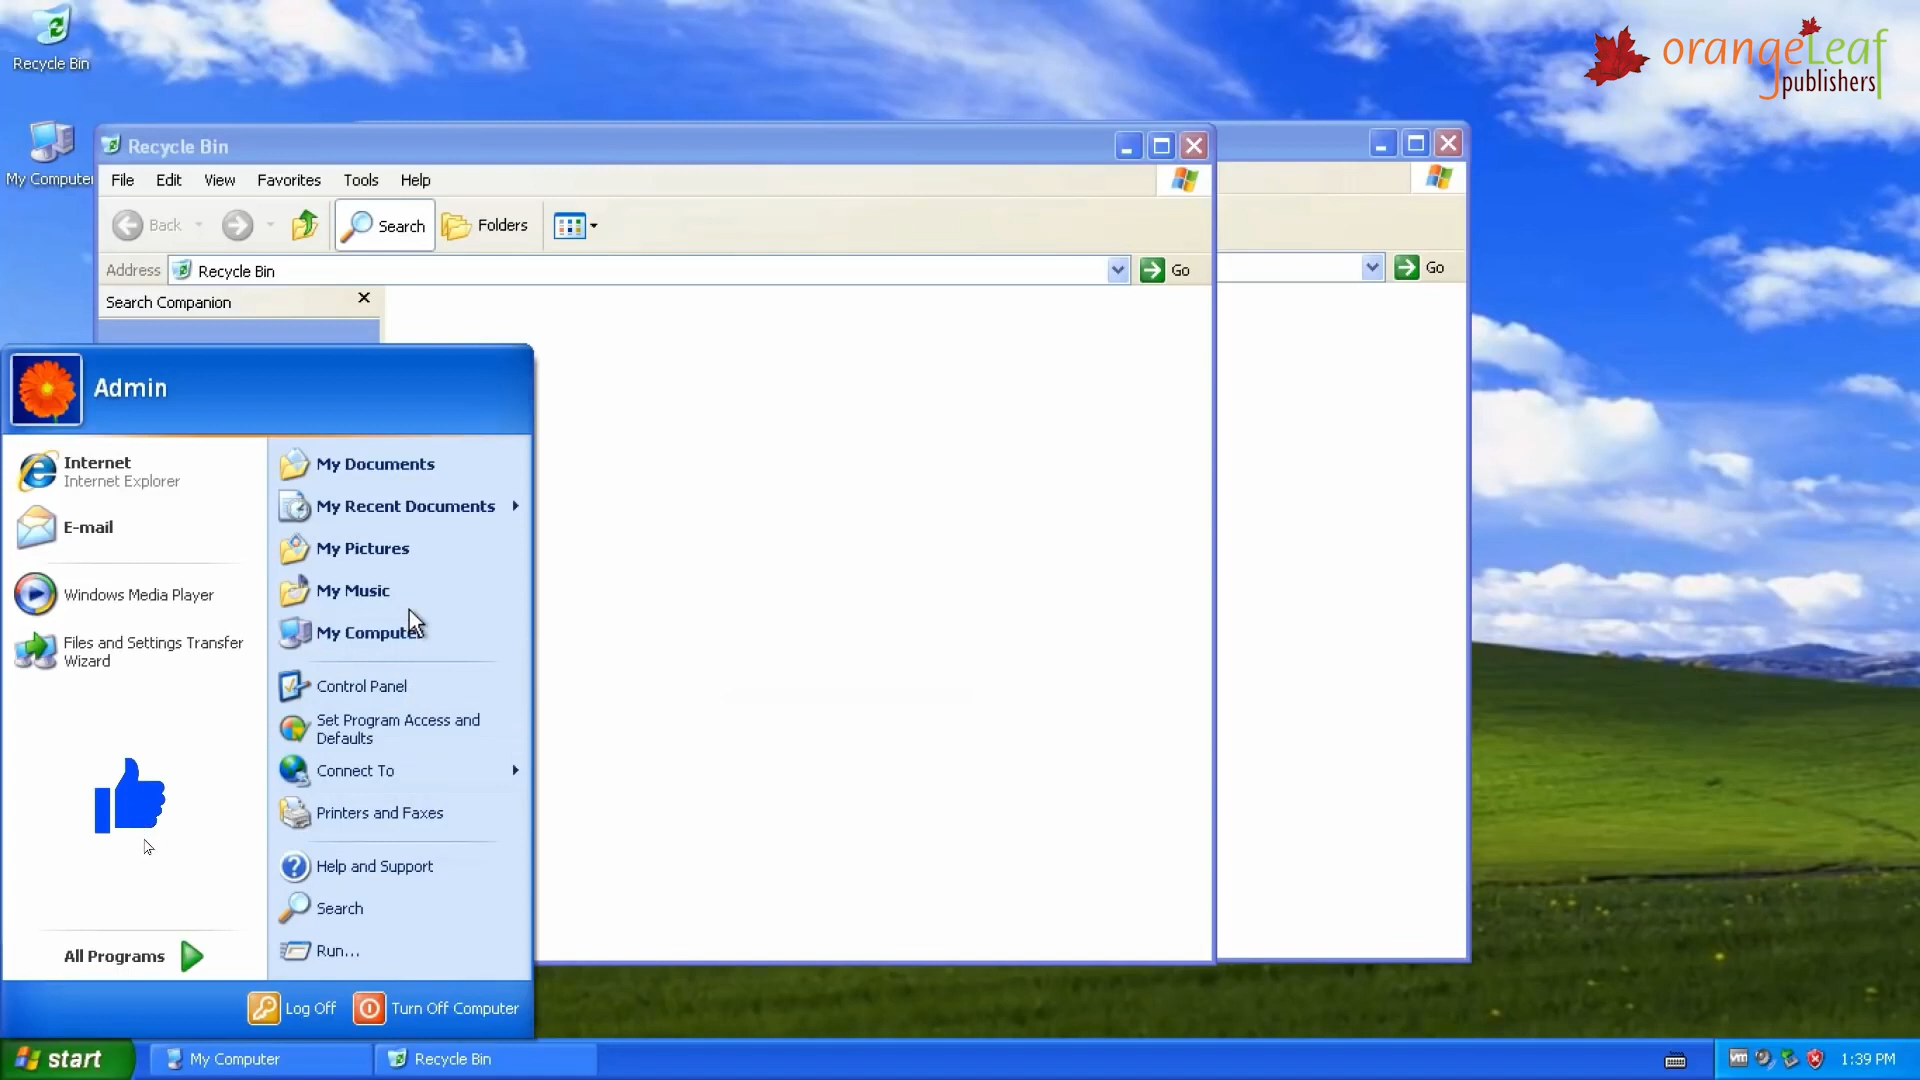 Recycle Bin
orangeLeaf
publishers
My Computer
Recycle Bin
File Edit View Favorites Tools Help
Back Search Folders
Address Recycle Bin Go
Go
Search Companion
Admin
Internet
Internet Explorer
E-mail
Windows Media Player
Files and Settings Transfer
Wizard
All Programs
My Documents
My Recent Documents
My Pictures
My Music
My Computer
Control Panel
Set Program Access and
Defaults
Connect To
Printers and Faxes
Help and Support
Search
Run...
Log Off Turn Off Computer
start My Computer Recycle Bin vm 1:39 PM